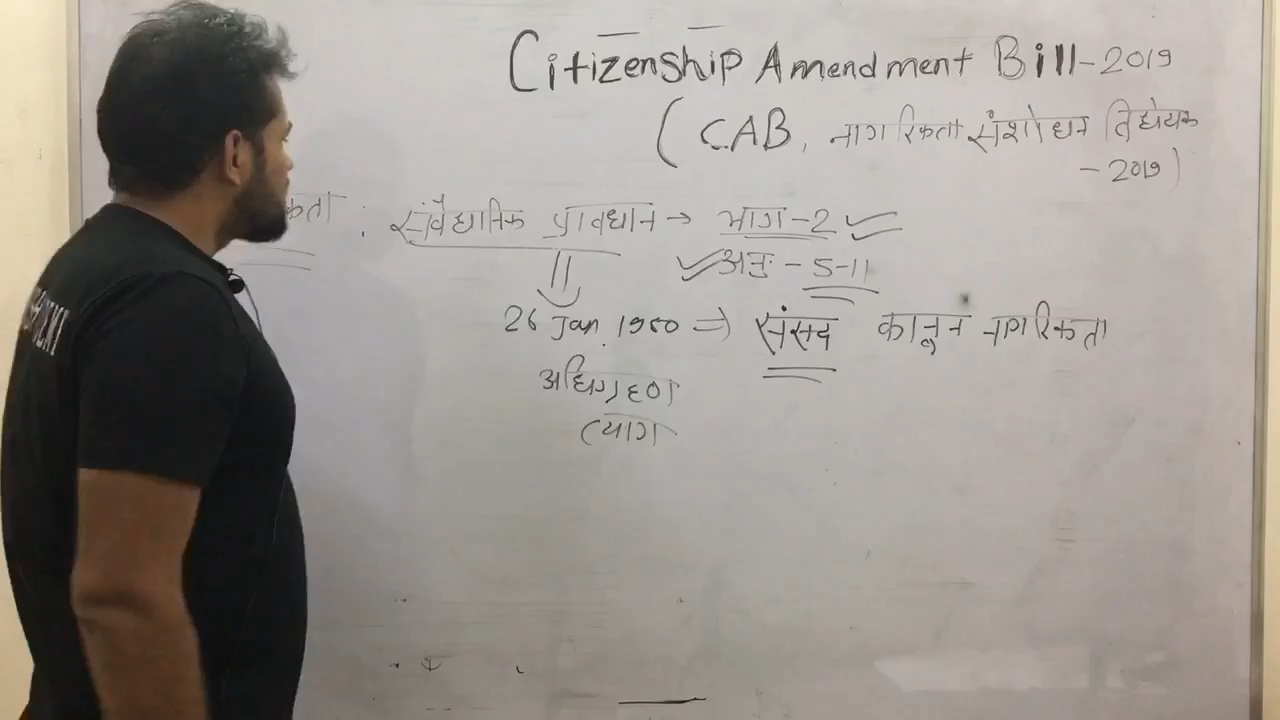 Citizenship Amendment Bill-2019
(CAB, नागरिकता संशोधन विधेयक
-2019)
कता : संवैधानिक प्रावधान → भाग-2
अनु- 5-11
26 Jan. 1950 => संसद कानून नागरिकता
अधिग्रहण
त्याग